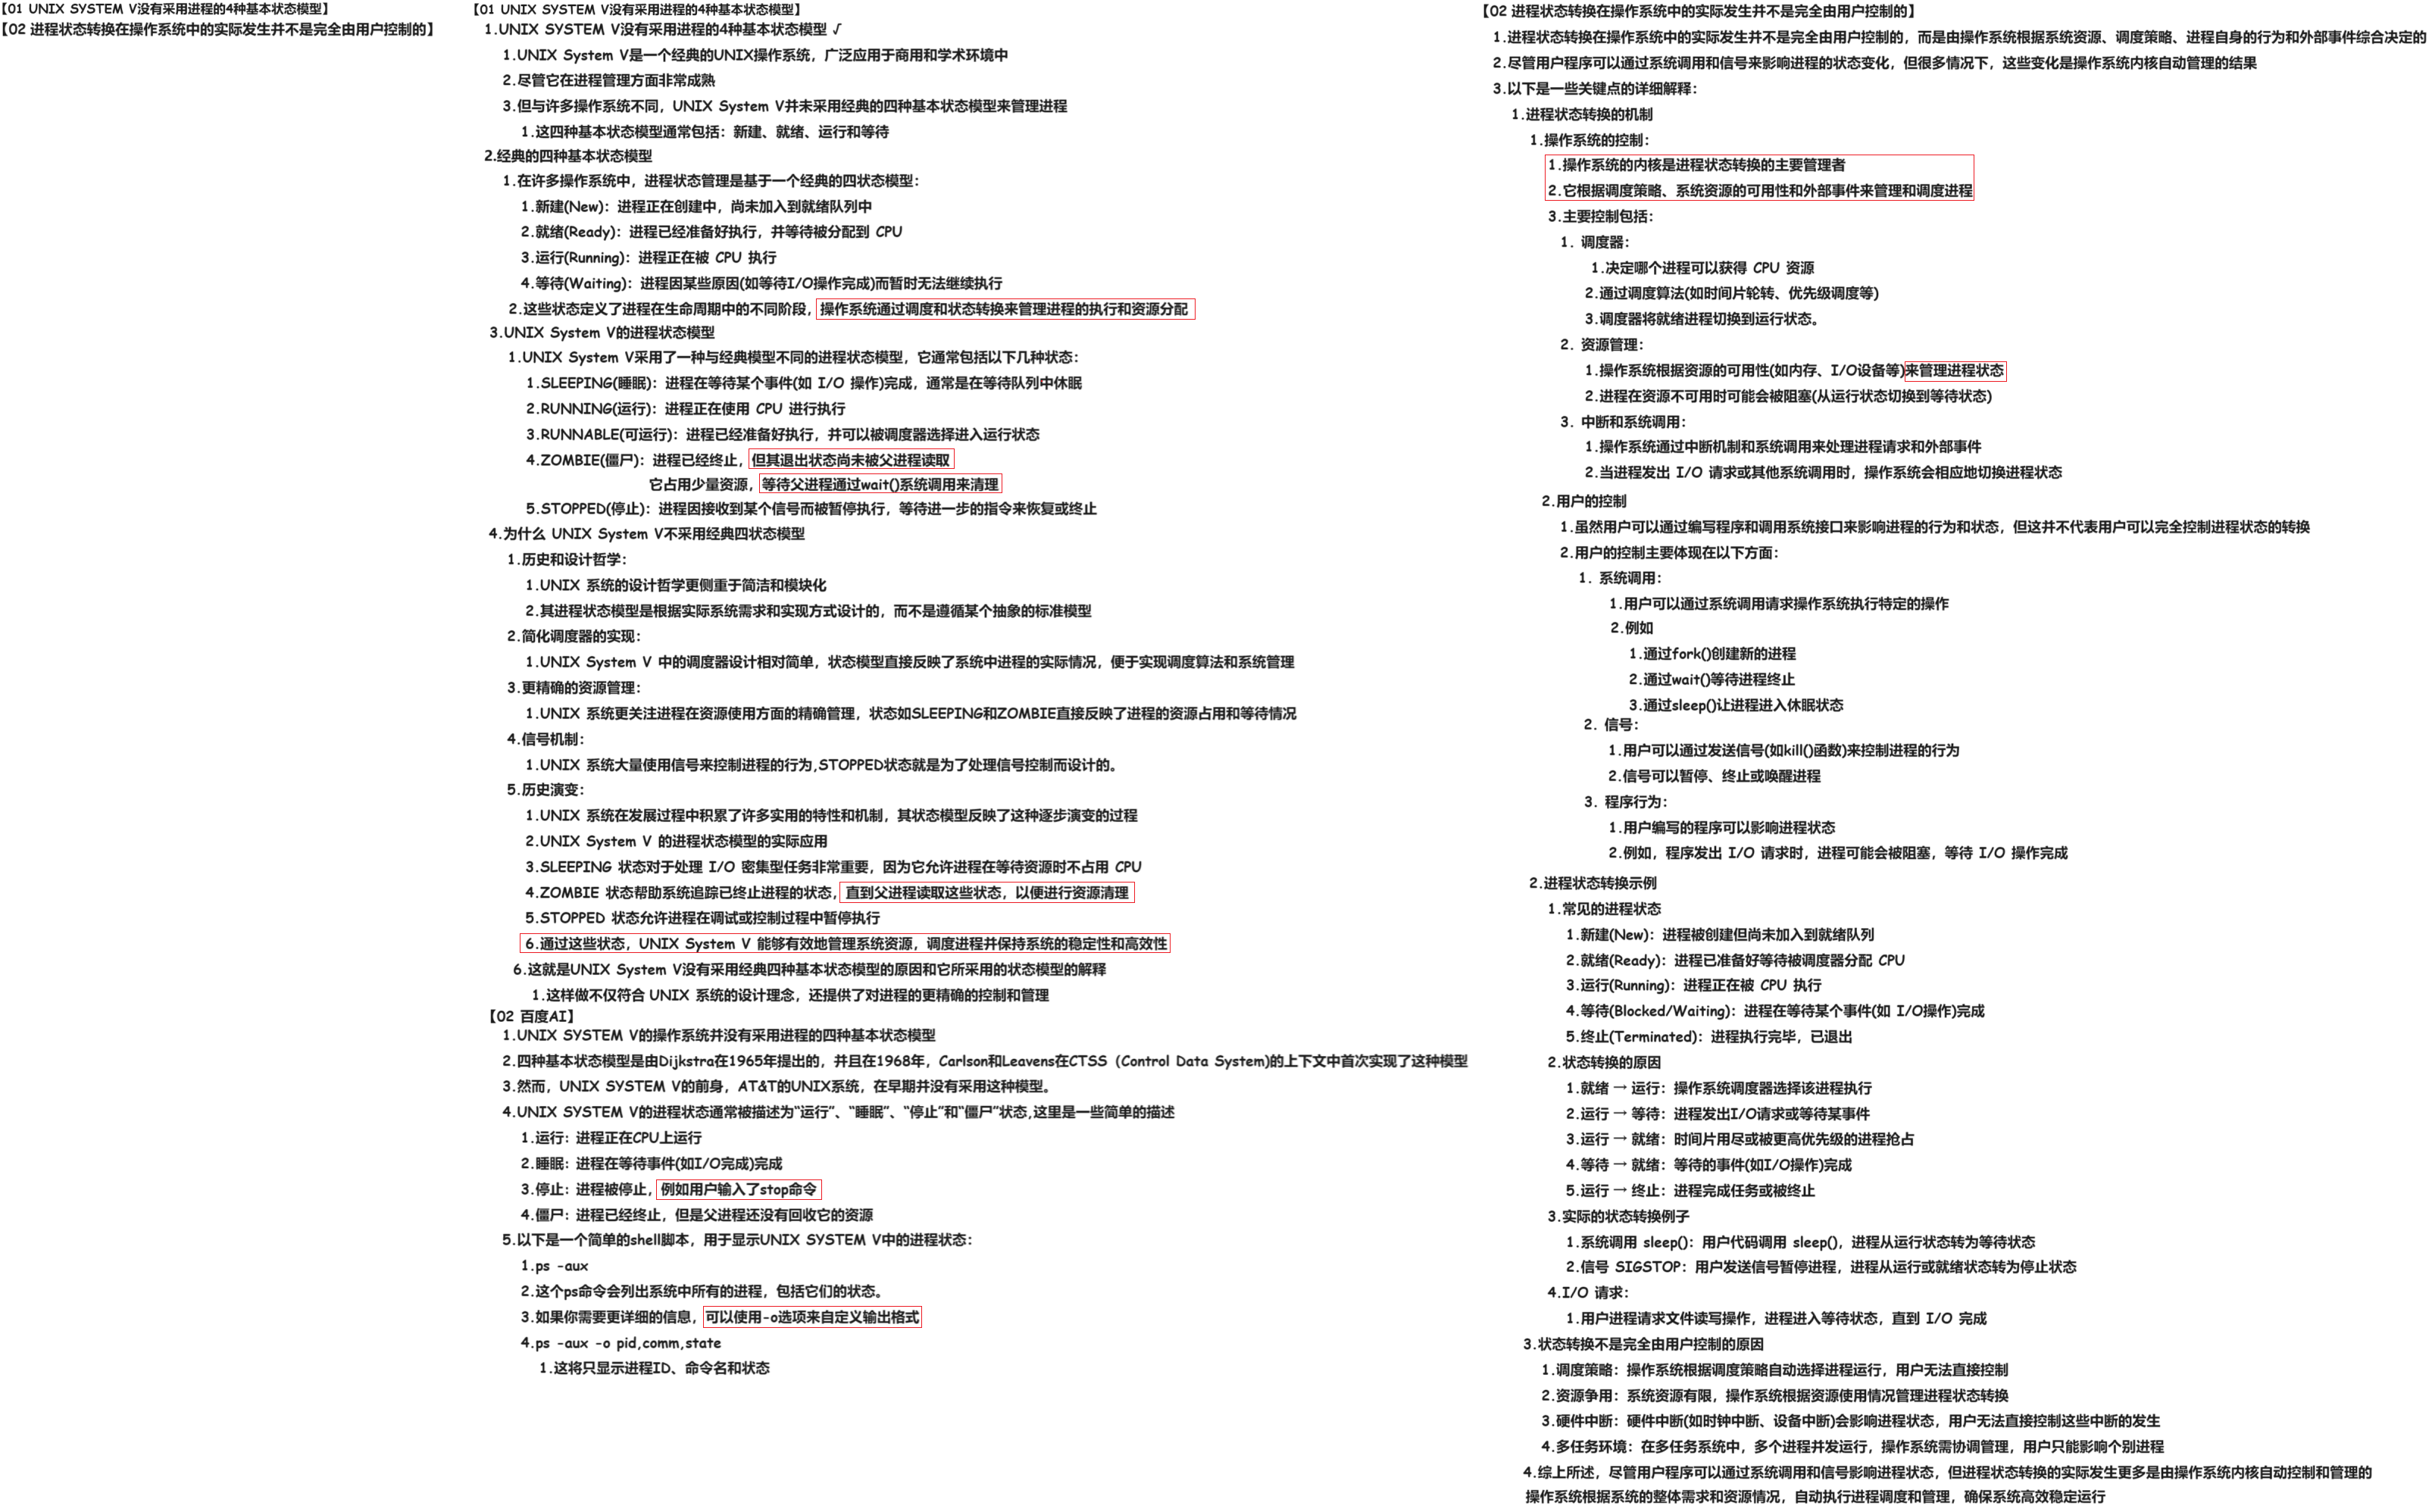 【01 UNIX SYSTEM V没有采用进程的4种基本状态模型】
【02 进程状态转换在操作系统中的实际发生并不是完全由用户控制的】
【01 UNIX SYSTEM V没有采用进程的4种基本状态模型】
1.UNIX SYSTEM V没有采用进程的4种基本状态模型 √
1.UNIX System V是一个经典的UNIX操作系统，广泛应用于商用和学术环境中
2.尽管它在进程管理方面非常成熟
3.但与许多操作系统不同，UNIX System V并未采用经典的四种基本状态模型来管理进程
1.这四种基本状态模型通常包括：新建、就绪、运行和等待
2.经典的四种基本状态模型
1.在许多操作系统中，进程状态管理是基于一个经典的四状态模型：
1.新建(New)：进程正在创建中，尚未加入到就绪队列中
2.就绪(Ready)：进程已经准备好执行，并等待被分配到 CPU
3.运行(Running)：进程正在被 CPU 执行
4.等待(Waiting)：进程因某些原因(如等待I/O操作完成)而暂时无法继续执行
2.这些状态定义了进程在生命周期中的不同阶段，操作系统通过调度和状态转换来管理进程的执行和资源分配
3.UNIX System V的进程状态模型
1.UNIX System V采用了一种与经典模型不同的进程状态模型，它通常包括以下几种状态：
1.SLEEPING(睡眠)：进程在等待某个事件(如 I/O 操作)完成，通常是在等待队列中休眠
2.RUNNING(运行)：进程正在使用 CPU 进行执行
3.RUNNABLE(可运行)：进程已经准备好执行，并可以被调度器选择进入运行状态
4.ZOMBIE(僵尸)：进程已经终止，但其退出状态尚未被父进程读取
它占用少量资源，等待父进程通过wait()系统调用来清理
5.STOPPED(停止)：进程因接收到某个信号而被暂停执行，等待进一步的指令来恢复或终止
4.为什么 UNIX System V不采用经典四状态模型
1.历史和设计哲学：
1.UNIX 系统的设计哲学更侧重于简洁和模块化
2.其进程状态模型是根据实际系统需求和实现方式设计的，而不是遵循某个抽象的标准模型
2.简化调度器的实现：
1.UNIX System V 中的调度器设计相对简单，状态模型直接反映了系统中进程的实际情况，便于实现调度算法和系统管理
3.更精确的资源管理：
1.UNIX 系统更关注进程在资源使用方面的精确管理，状态如SLEEPING和ZOMBIE直接反映了进程的资源占用和等待情况
4.信号机制：
1.UNIX 系统大量使用信号来控制进程的行为,STOPPED状态就是为了处理信号控制而设计的。
5.历史演变：
1.UNIX 系统在发展过程中积累了许多实用的特性和机制，其状态模型反映了这种逐步演变的过程
2.UNIX System V 的进程状态模型的实际应用
3.SLEEPING 状态对于处理 I/O 密集型任务非常重要，因为它允许进程在等待资源时不占用 CPU
4.ZOMBIE 状态帮助系统追踪已终止进程的状态，直到父进程读取这些状态，以便进行资源清理
5.STOPPED 状态允许进程在调试或控制过程中暂停执行
6.通过这些状态，UNIX System V 能够有效地管理系统资源，调度进程并保持系统的稳定性和高效性
6.这就是UNIX System V没有采用经典四种基本状态模型的原因和它所采用的状态模型的解释
1.这样做不仅符合 UNIX 系统的设计理念，还提供了对进程的更精确的控制和管理
【02 百度AI】
1.UNIX SYSTEM V的操作系统并没有采用进程的四种基本状态模型
2.四种基本状态模型是由Dijkstra在1965年提出的，并且在1968年，Carlson和Leavens在CTSS（Control Data System)的上下文中首次实现了这种模型
3.然而，UNIX SYSTEM V的前身，AT&T的UNIX系统，在早期并没有采用这种模型。
4.UNIX SYSTEM V的进程状态通常被描述为“运行”、“睡眠”、“停止”和“僵尸”状态,这里是一些简单的描述
1.运行：进程正在CPU上运行
2.睡眠：进程在等待事件(如I/O完成)完成
3.停止：进程被停止，例如用户输入了stop命令
4.僵尸：进程已经终止，但是父进程还没有回收它的资源
5.以下是一个简单的shell脚本，用于显示UNIX SYSTEM V中的进程状态：
1.ps -aux
2.这个ps命令会列出系统中所有的进程，包括它们的状态。
3.如果你需要更详细的信息，可以使用-o选项来自定义输出格式
4.ps -aux -o pid,comm,state
1.这将只显示进程ID、命令名和状态
【02 进程状态转换在操作系统中的实际发生并不是完全由用户控制的】
1.进程状态转换在操作系统中的实际发生并不是完全由用户控制的，而是由操作系统根据系统资源、调度策略、进程自身的行为和外部事件综合决定的
2.尽管用户程序可以通过系统调用和信号来影响进程的状态变化，但很多情况下，这些变化是操作系统内核自动管理的结果
3.以下是一些关键点的详细解释：
1.进程状态转换的机制
1.操作系统的控制：
1.操作系统的内核是进程状态转换的主要管理者
2.它根据调度策略、系统资源的可用性和外部事件来管理和调度进程
3.主要控制包括：
1. 调度器：
1.决定哪个进程可以获得 CPU 资源
2.通过调度算法(如时间片轮转、优先级调度等)
3.调度器将就绪进程切换到运行状态。
2. 资源管理：
1.操作系统根据资源的可用性(如内存、I/O设备等)来管理进程状态
2.进程在资源不可用时可能会被阻塞(从运行状态切换到等待状态)
3. 中断和系统调用：
1.操作系统通过中断机制和系统调用来处理进程请求和外部事件
2.当进程发出 I/O 请求或其他系统调用时，操作系统会相应地切换进程状态
2.用户的控制
1.虽然用户可以通过编写程序和调用系统接口来影响进程的行为和状态，但这并不代表用户可以完全控制进程状态的转换
2.用户的控制主要体现在以下方面：
1. 系统调用：
1.用户可以通过系统调用请求操作系统执行特定的操作
2.例如
1.通过fork()创建新的进程
2.通过wait()等待进程终止
3.通过sleep()让进程进入休眠状态
2. 信号：
1.用户可以通过发送信号(如kill()函数)来控制进程的行为
2.信号可以暂停、终止或唤醒进程
3. 程序行为：
1.用户编写的程序可以影响进程状态
2.例如，程序发出 I/O 请求时，进程可能会被阻塞，等待 I/O 操作完成
2.进程状态转换示例
1.常见的进程状态
1.新建(New)：进程被创建但尚未加入到就绪队列
2.就绪(Ready)：进程已准备好等待被调度器分配 CPU
3.运行(Running)：进程正在被 CPU 执行
4.等待(Blocked/Waiting)：进程在等待某个事件(如 I/O操作)完成
5.终止(Terminated)：进程执行完毕，已退出
2.状态转换的原因
1.就绪 → 运行：操作系统调度器选择该进程执行
2.运行 → 等待：进程发出I/O请求或等待某事件
3.运行 → 就绪：时间片用尽或被更高优先级的进程抢占
4.等待 → 就绪：等待的事件(如I/O操作)完成
5.运行 → 终止：进程完成任务或被终止
3.实际的状态转换例子
1.系统调用 sleep()：用户代码调用 sleep()，进程从运行状态转为等待状态
2.信号 SIGSTOP：用户发送信号暂停进程，进程从运行或就绪状态转为停止状态
4.I/O 请求：
1.用户进程请求文件读写操作，进程进入等待状态，直到 I/O 完成
3.状态转换不是完全由用户控制的原因
1.调度策略：操作系统根据调度策略自动选择进程运行，用户无法直接控制
2.资源争用：系统资源有限，操作系统根据资源使用情况管理进程状态转换
3.硬件中断：硬件中断(如时钟中断、设备中断)会影响进程状态，用户无法直接控制这些中断的发生
4.多任务环境：在多任务系统中，多个进程并发运行，操作系统需协调管理，用户只能影响个别进程
4.综上所述，尽管用户程序可以通过系统调用和信号影响进程状态，但进程状态转换的实际发生更多是由操作系统内核自动控制和管理的
操作系统根据系统的整体需求和资源情况，自动执行进程调度和管理，确保系统高效稳定运行